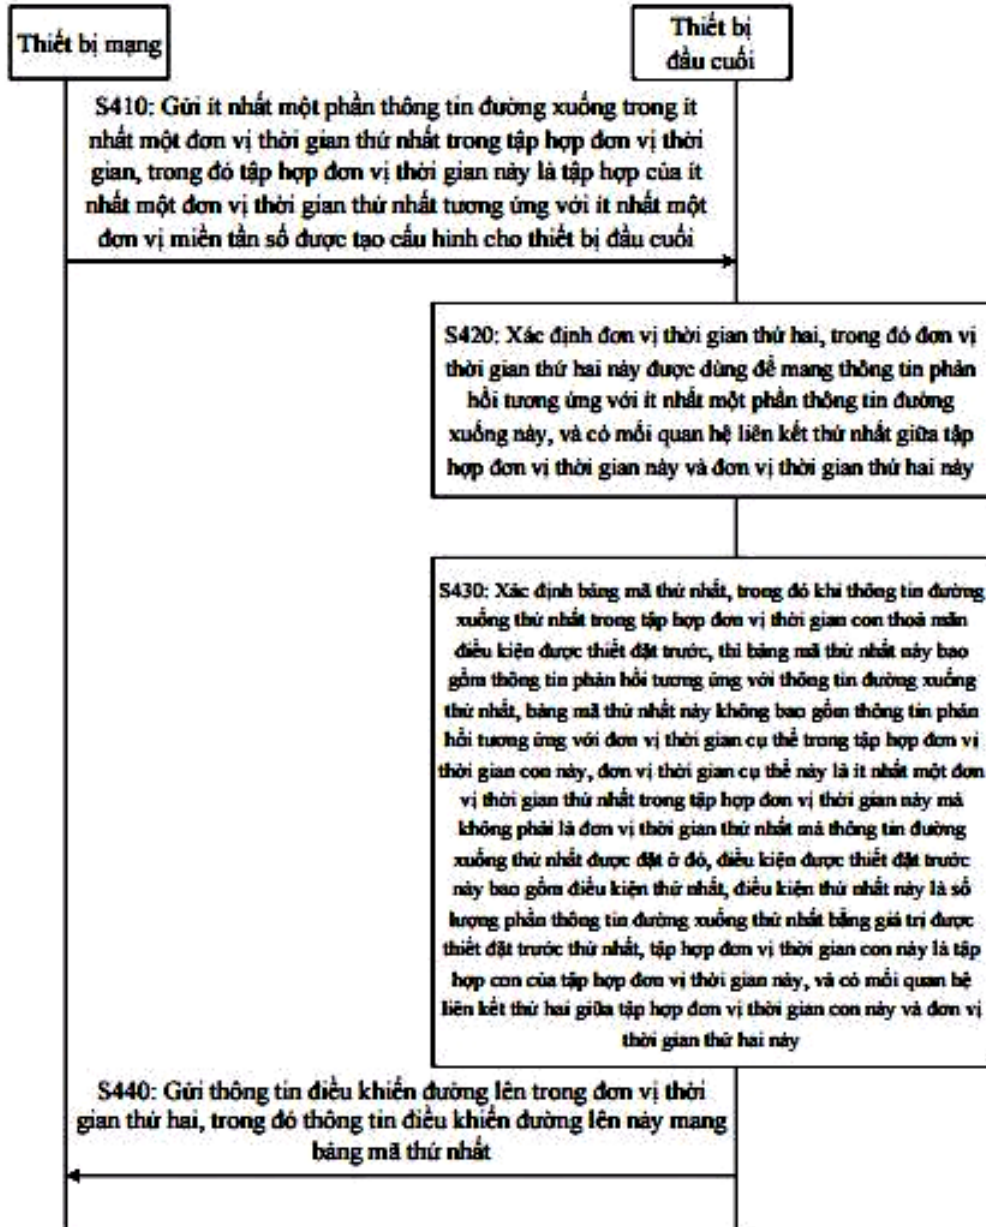 Thiết bị mạng
Thiết bị
đầu cuối
S410: Gửi ít nhất một phần thông tin đường xuống trong ít
nhất một đơn vị thời gian thứ nhất trong tập hợp đơn vị thời
gian, trong đó tập hợp đơn vị thời gian này là tập hợp của ít
nhất một đơn vị thời gian thứ nhất tương ứng với ít nhất một
đơn vị miền tần số được tạo cấu hình cho thiết bị đầu cuối
S420: Xác định đơn vị thời gian thứ hai, trong đó đơn vị
thời gian thứ hai này được dùng để mang thông tin phản
hồi tương ứng với ít nhất một phần thông tin đường
xuống này, và có mối quan hệ liên kết thứ nhất giữa tập
hợp đơn vị thời gian này và đơn vị thời gian thứ hai này
S430: Xác định bảng mã thứ nhất, trong đó khi thông tin đường
xuống thứ nhất trong tập hợp đơn vị thời gian con thoả mãn
điều kiện được thiết đặt trước, thì bảng mã thứ nhất này bao
gồm thông tin phản hồi tương ứng với thông tin đường xuống
thứ nhất, bảng mã thứ nhất này không bao gồm thông tin phản
hồi tương ứng với đơn vị thời gian cụ thể trong tập hợp đơn vị
thời gian con này, đơn vị thời gian cụ thể này là ít nhất một đơn
vị thời gian thứ nhất trong tập hợp đơn vị thời gian này mà
không phải là đơn vị thời gian thứ nhất mà thông tin đường
xuống thứ nhất được đặt ở đó, điều kiện được thiết đặt trước
này bao gồm điều kiện thứ nhất, điều kiện thứ nhất này là số
lượng phần thông tin đường xuống thứ nhất bằng giá trị được
thiết đặt trước thứ nhất, tập hợp đơn vị thời gian con này là tập
hợp con của tập hợp đơn vị thời gian này, và có mối quan hệ
liên kết thứ hai giữa tập hợp đơn vị thời gian con này và đơn vị
thời gian thứ hai này
S440: Gửi thông tin điều khiển đường lên trong đơn vị thời
gian thứ hai, trong đó thông tin điều khiển đường lên này mang
bảng mã thứ nhất